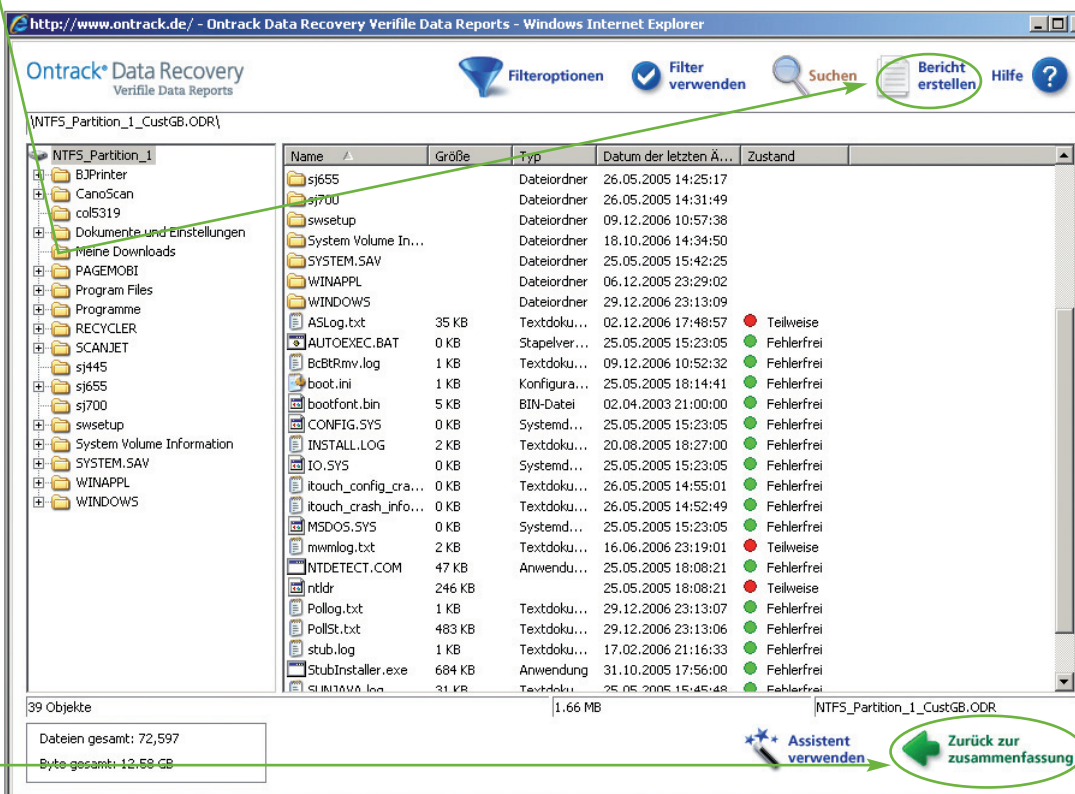 http://www.ontrack.de/ - Ontrack Data Recovery Verifile Data Reports - Windows Internet Explorer
Ontrack® Data Recovery
Verifile Data Reports
Filteroptionen
Filter verwenden
Suchen
Bericht erstellen
Hilfe
\NTFS_Partition_1_CustGB.ODR\
NTFS_Partition_1
BJPrinter
CanoScan
col5319
Dokumente und Einstellungen
Meine Downloads
PAGEMOBI
Program Files
Programme
RECYCLER
SCANJET
sj445
sj655
sj700
swsetup
System Volume Information
SYSTEM.SAV
WINAPPL
WINDOWS
Name Größe Typ Datum der letzten Ä... Zustand
sj655 Dateiordner 26.05.2005 14:25:17
sj700 Dateiordner 26.05.2005 14:31:49
swsetup Dateiordner 09.12.2006 10:57:38
System Volume In... Dateiordner 18.10.2006 14:34:50
SYSTEM.SAV Dateiordner 25.05.2005 15:42:25
WINAPPL Dateiordner 06.12.2006 23:29:02
WINDOWS Dateiordner 29.12.2006 23:13:09
ASLog.txt 35 KB Textdoku... 02.12.2006 17:48:57 Teilweise
AUTOEXEC.BAT 0 KB Stapelver... 25.05.2005 15:23:05 Fehlerfrei
BcBtRmv.log 1 KB Textdoku... 09.12.2006 10:52:32 Fehlerfrei
boot.ini 1 KB Konfigura... 25.05.2005 18:14:41 Fehlerfrei
bootfont.bin 5 KB BIN-Datei 02.04.2003 21:00:00 Fehlerfrei
CONFIG.SYS 0 KB Systemd... 25.05.2005 15:23:05 Fehlerfrei
INSTALL.LOG 2 KB Textdoku... 20.08.2005 18:27:00 Fehlerfrei
IO.SYS 0 KB Systemd... 25.05.2005 15:23:05 Fehlerfrei
itouch_config_cra... 0 KB Textdoku... 26.05.2005 14:55:01 Fehlerfrei
itouch_crash_info... 0 KB Textdoku... 26.05.2005 14:52:49 Fehlerfrei
MSDOS.SYS 0 KB Systemd... 25.05.2005 15:23:05 Fehlerfrei
mwmlog.txt 2 KB Textdoku... 16.06.2006 23:19:01 Teilweise
NTDETECT.COM 47 KB Anwendu... 25.05.2005 18:08:21 Fehlerfrei
ntldr 246 KB 25.05.2005 18:08:21 Teilweise
Pollog.txt 1 KB Textdoku... 29.12.2006 23:13:07 Fehlerfrei
PollSt.txt 483 KB Textdoku... 29.12.2006 23:13:06 Fehlerfrei
stub.log 1 KB Textdoku... 17.02.2006 21:16:33 Fehlerfrei
StubInstaller.exe 684 KB Anwendung 31.10.2005 17:56:00 Fehlerfrei
SUNJAVA.log 31 KB Textdoku... 25.05.2005 15:45:48 Fehlerfrei
39 Objekte 1.66 MB NTFS_Partition_1_CustGB.ODR
Dateien gesamt: 72,597
Byte gesamt: 12.58 GB
Assistent verwenden
Zurück zur zusammenfassung